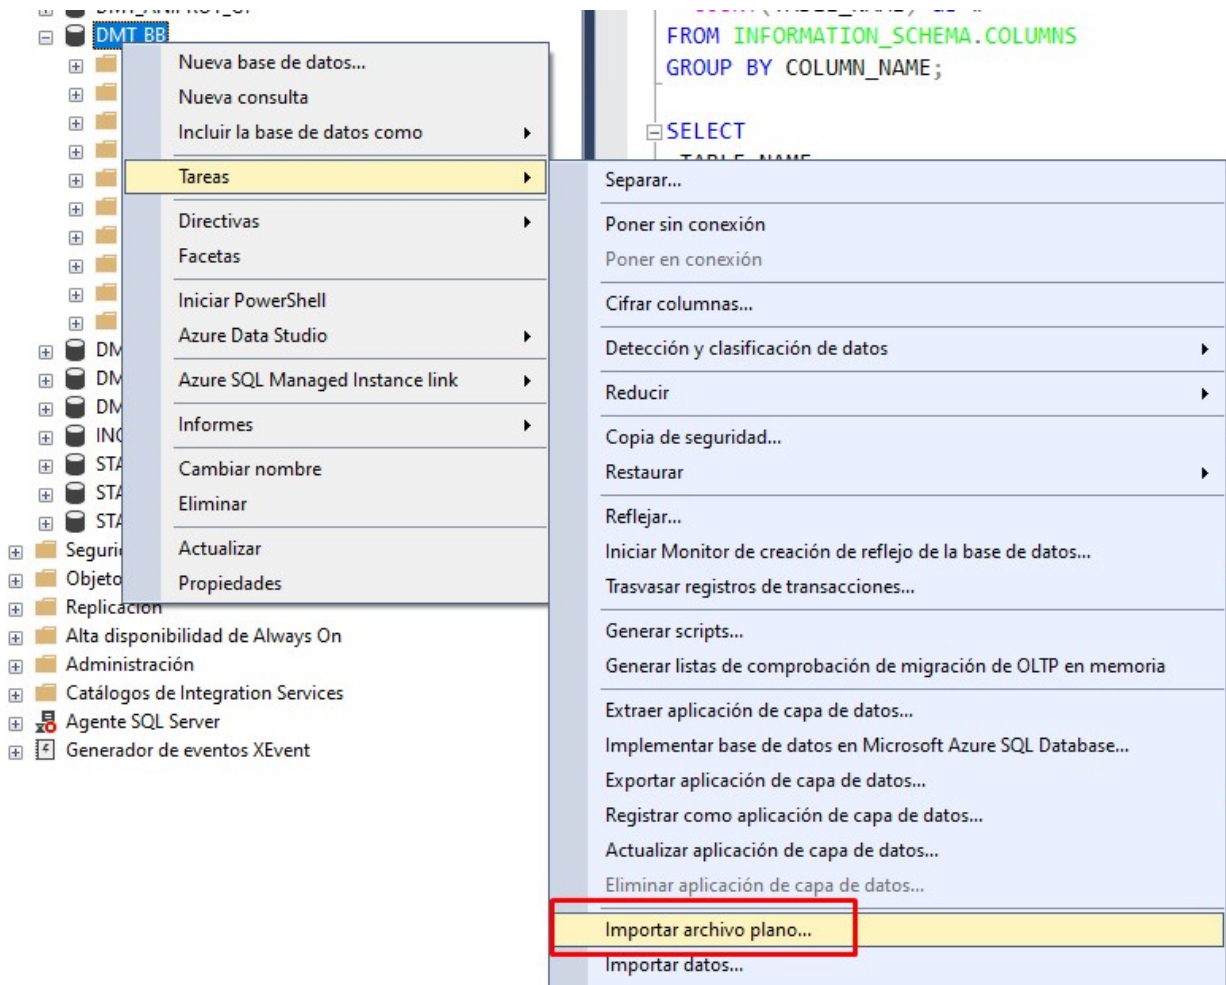 DMT_BB
Nueva base de datos...
Nueva consulta
Incluir la base de datos como
Tareas
Directivas
Facetas
Iniciar PowerShell
Azure Data Studio
Azure SQL Managed Instance link
Informes
Cambiar nombre
Eliminar
Actualizar
Propiedades
Replicación
Alta disponibilidad de Always On
Administración
Catálogos de Integration Services
Agente SQL Server
Generador de eventos XEvent
FROM INFORMATION_SCHEMA.COLUMNS
GROUP BY COLUMN_NAME;
SELECT
Separar...
Poner sin conexión
Poner en conexión
Cifrar columnas...
Detección y clasificación de datos
Reducir
Copia de seguridad...
Restaurar
Reflejar...
Iniciar Monitor de creación de reflejo de la base de datos...
Trasvasar registros de transacciones...
Generar scripts...
Generar listas de comprobación de migración de OLTP en memoria
Extraer aplicación de capa de datos...
Implementar base de datos en Microsoft Azure SQL Database...
Exportar aplicación de capa de datos...
Registrar como aplicación de capa de datos...
Actualizar aplicación de capa de datos...
Eliminar aplicación de capa de datos...
Importar archivo plano...
Importar datos...